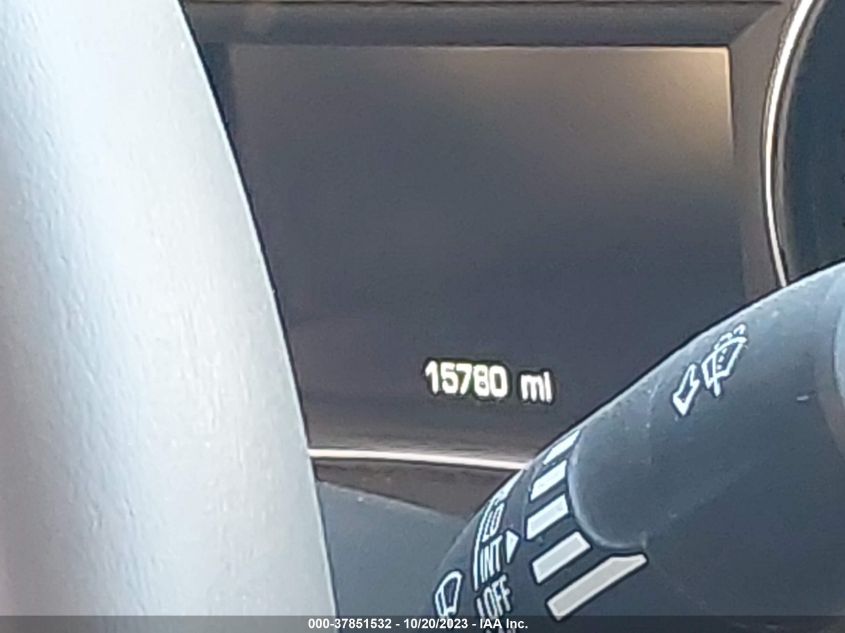 15780 mi
INT
OFF
000-37851532 - 10/20/2023 - IAA Inc.